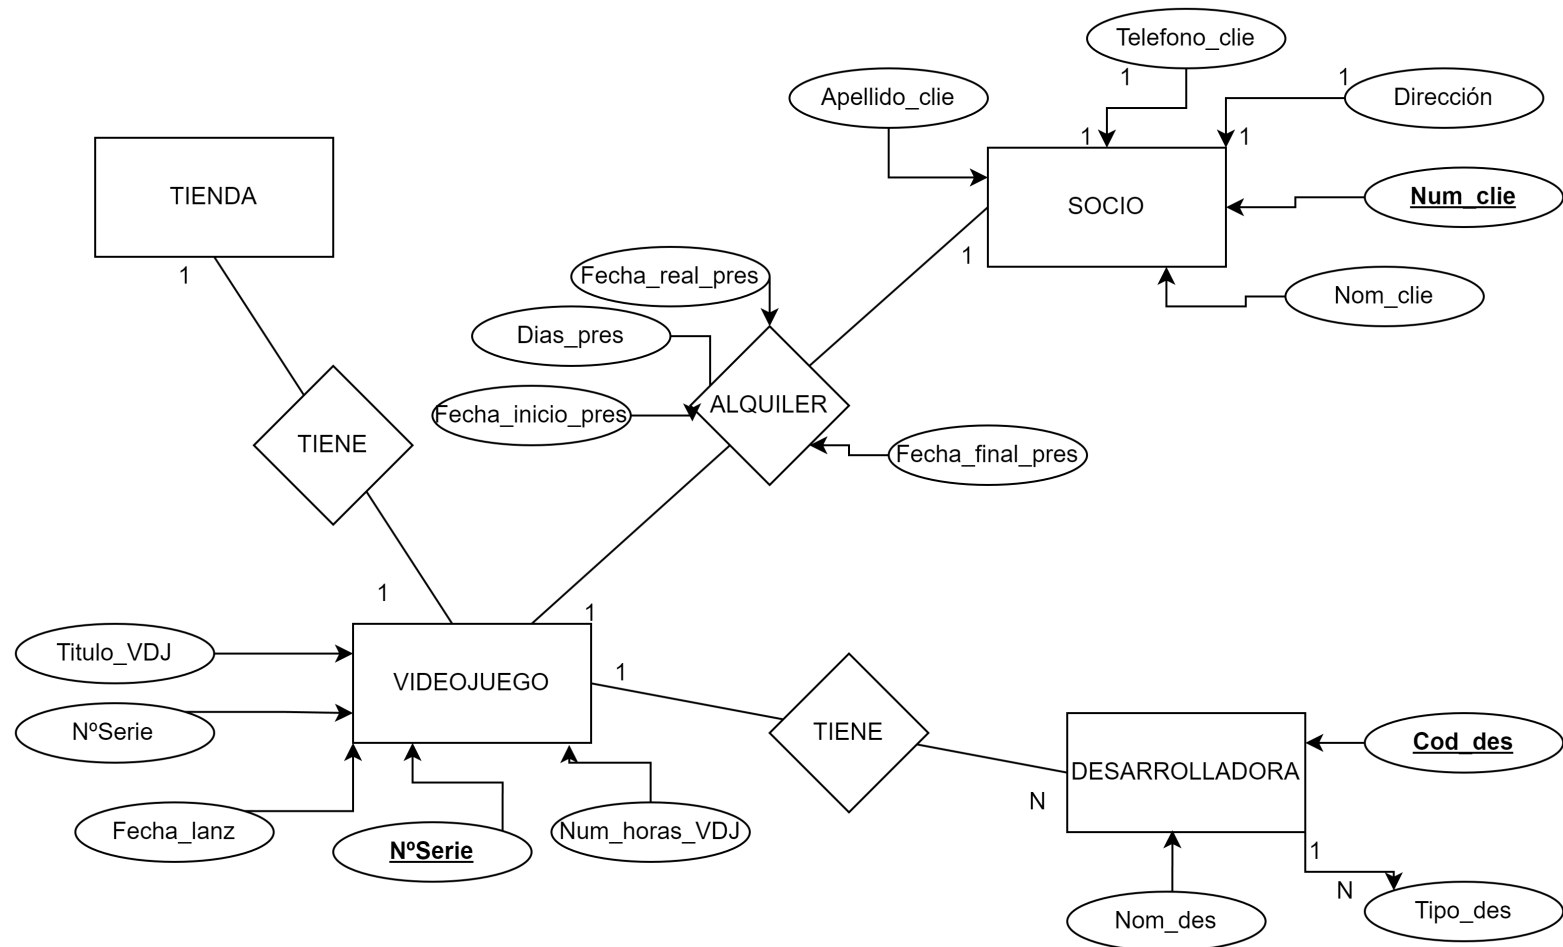 Telefono_clie
1
Apellido_clie
1
Dirección
1
1
TIENDA
SOCIO
Num_clie
1
1
Fecha_real_pres
Nom_clie
Dias_pres
ALQUILER
Fecha_inicio_pres
TIENE
Fecha_final_pres
1
1
Titulo_VDJ
VIDEOJUEGO
1
NºSerie
TIENE
Cod_des
DESARROLLADORA
N
Fecha_lanz
NºSerie
Num_horas_VDJ
1
N
Nom_des
Tipo_des